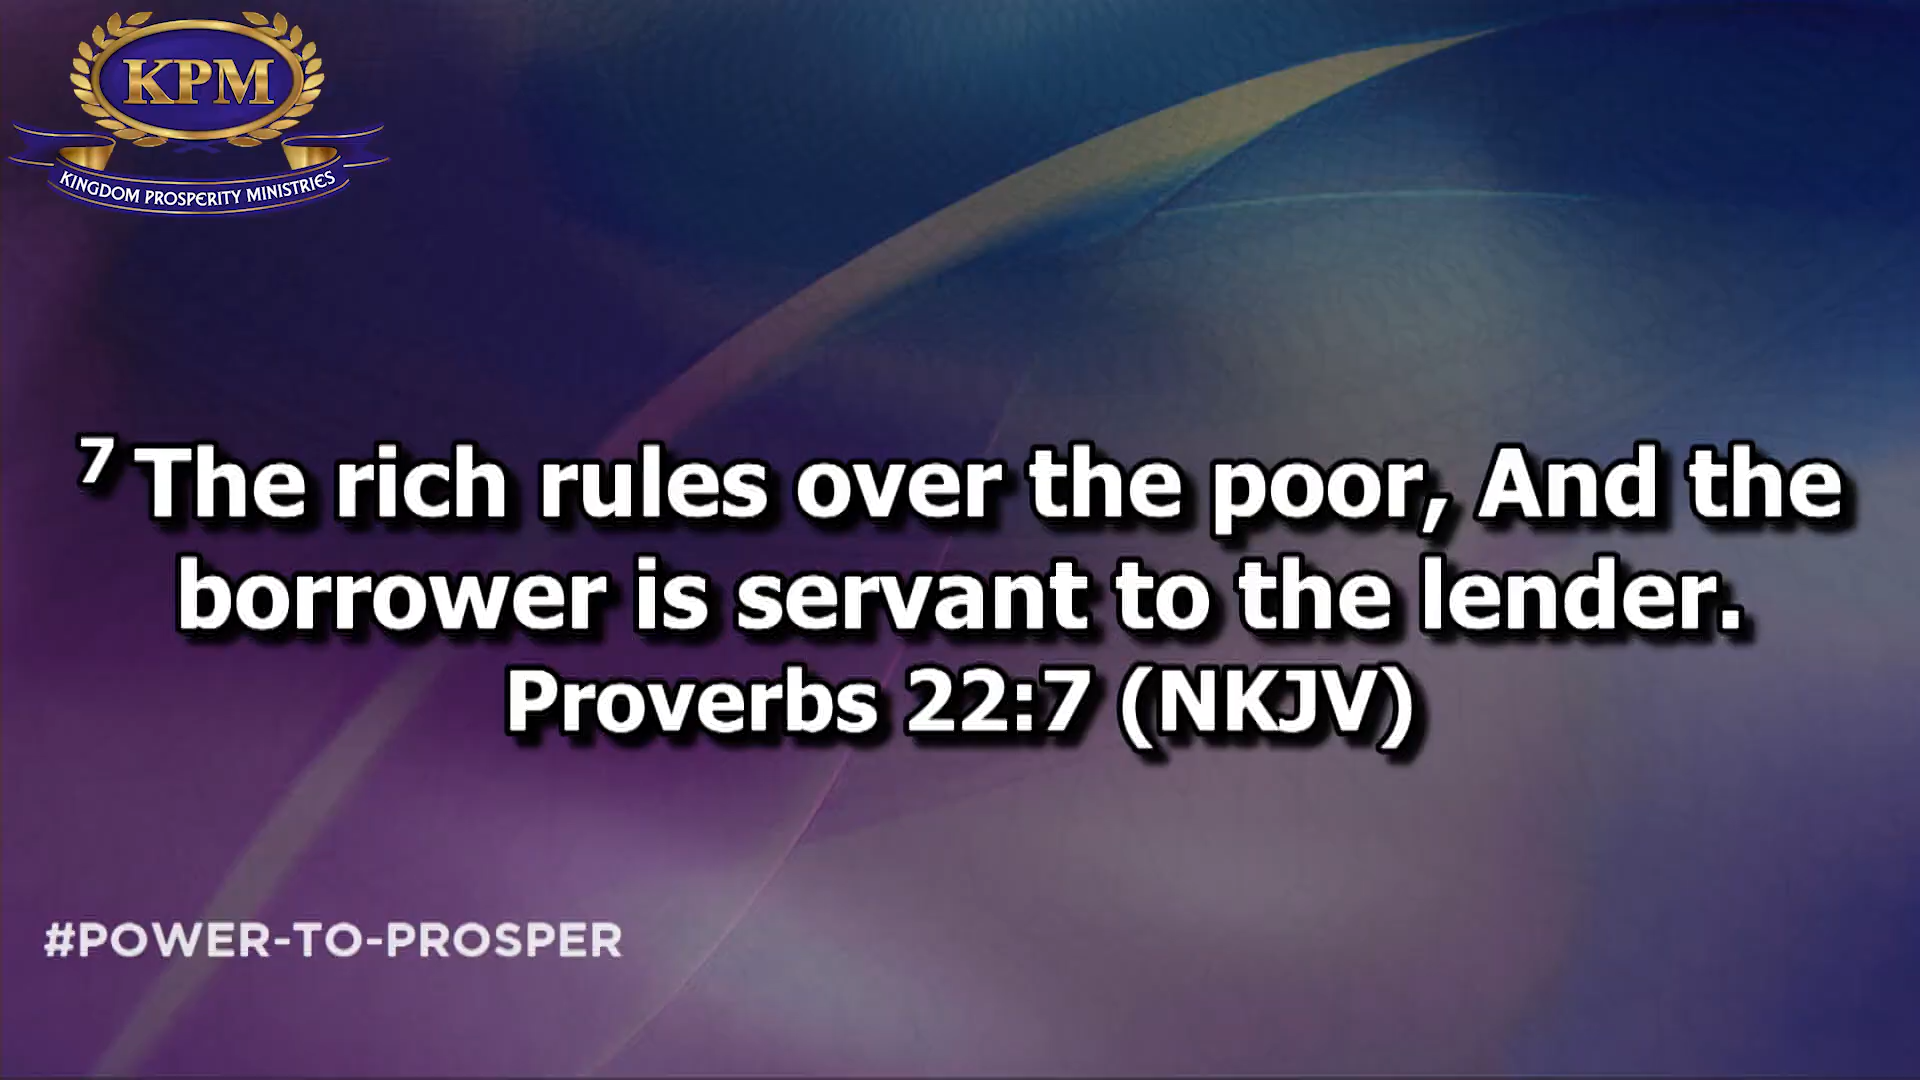 KPM
KINGDOM PROSPERITY MINISTRIES
7 The rich rules over the poor, And the
borrower is servant to the lender.
Proverbs 22:7 (NKJV)
#POWER-TO-PROSPER